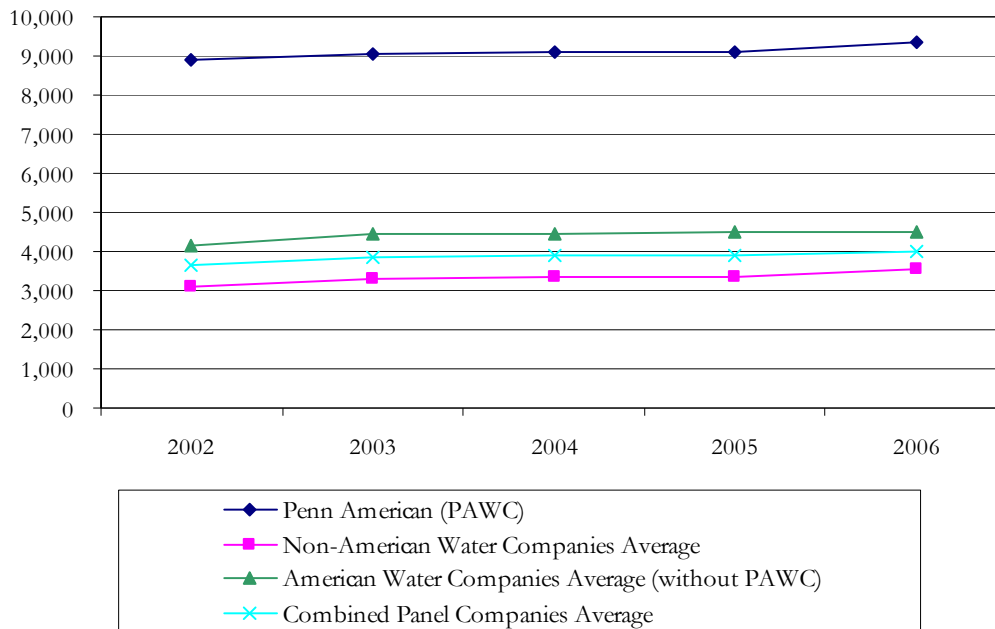 10,000
9,000
8,000
7,000
6,000
5,000
4,000
3,000
2,000
1,000
0
2002 2003 2004 2005 2006
Penn American (PAWC)
Non-American Water Companies Average
American Water Companies Average (without PAWC)
Combined Panel Companies Average